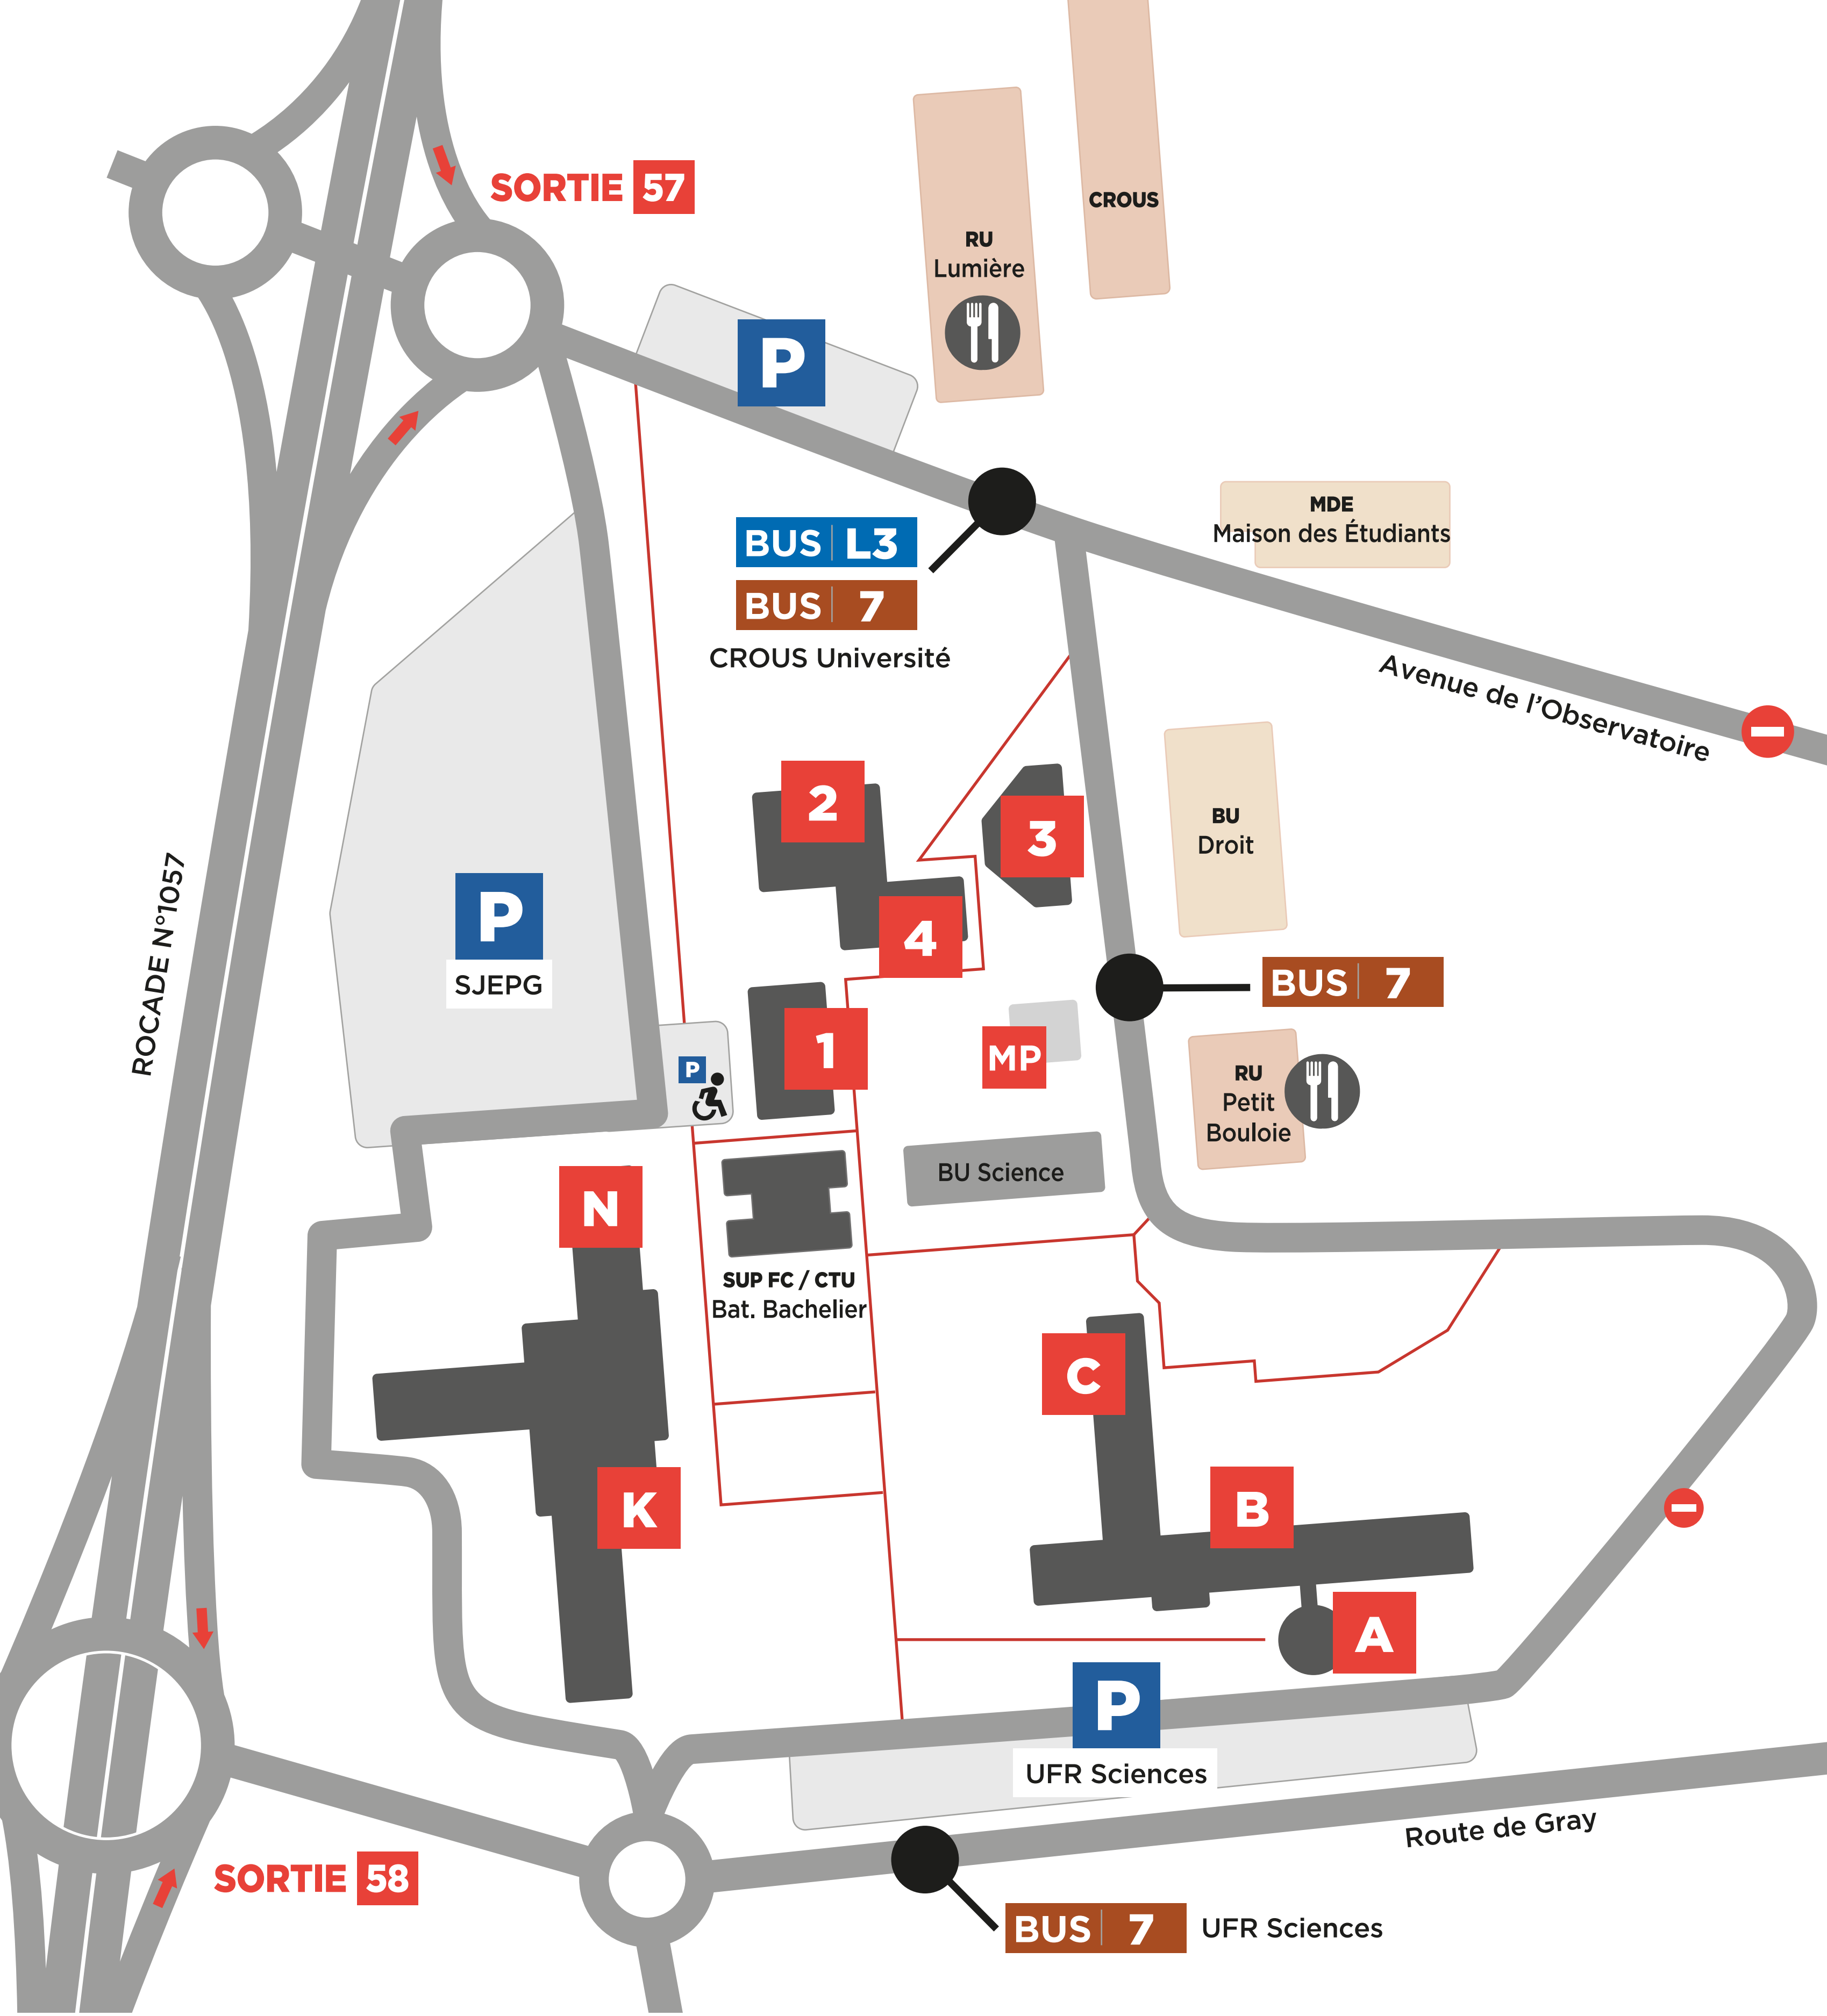 SORTIE 57
CROUS
RU
Lumière
P
BUS L3
BUS 7
CROUS Université
MDE
Maison des Étudiants
Avenue de l'Observatoire
ROCADE N°1057
2
3
4
BU
Droit
P
SJEPG
BUS 7
1
MP
P
RU
Petit
Bouloie
BU Science
N
SUP FC / CTU
Bat. Bachelier
C
K
B
A
P
UFR Sciences
Route de Gray
SORTIE 58
BUS 7 UFR Sciences